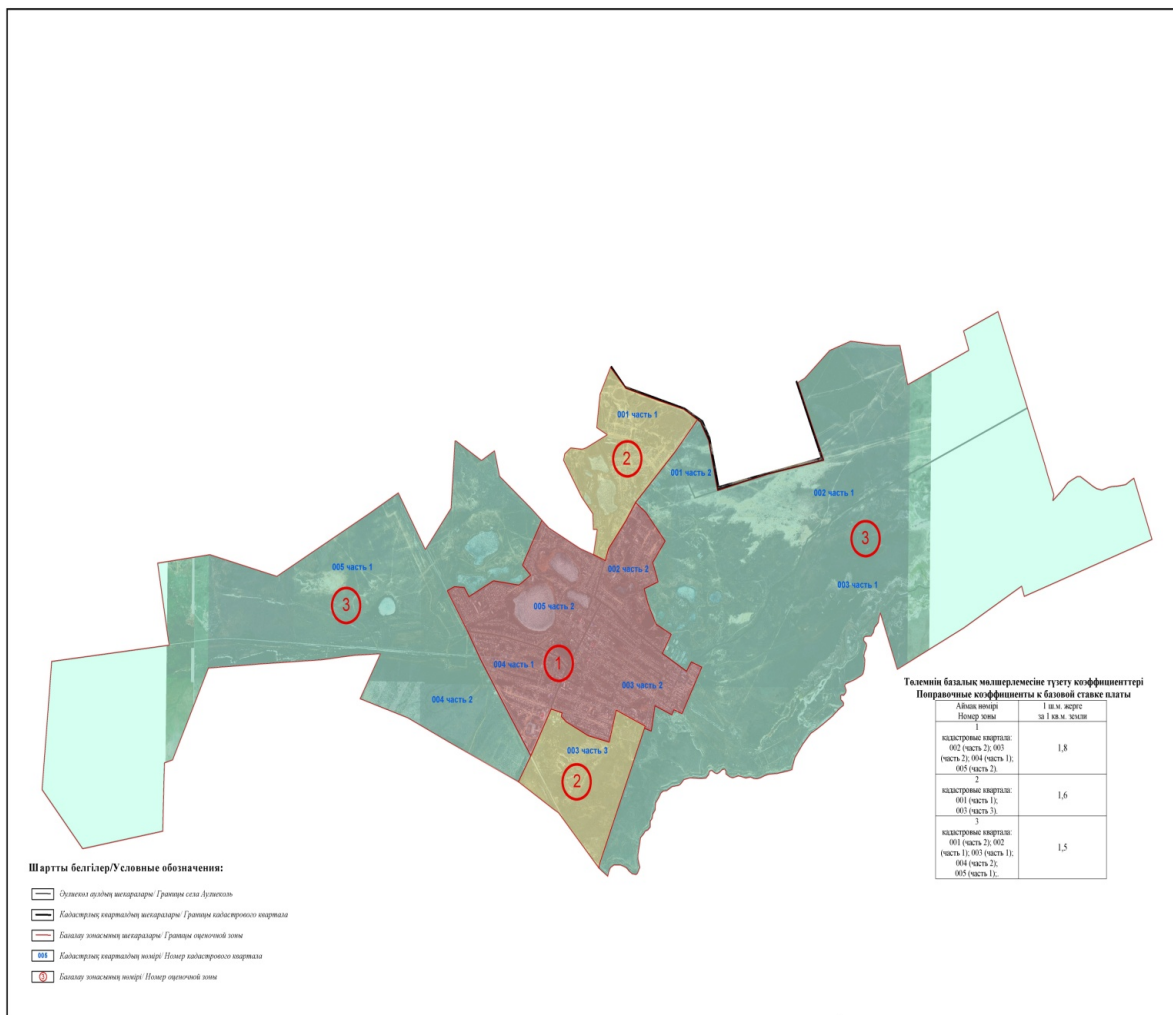 001 часть 1
2
001 часть 2
002 часть 1
3
003 часть 1
005 часть 1
3
002 часть 2
005 часть 2
004 часть 1
1
003 часть 2
004 часть 2
003 часть 3
2
Төлемнің базалық мөлшерлемесіне түзету коэффициенттері
Поправочные коэффициенты к базовой ставке платы
Аймақ нөмірі
Номер зоны
1 ш.м. жерге
за 1 кв.м. земли
1
кадастровые квартала:
002 (часть 2); 003
(часть 2); 004 (часть 1);
005 (часть 2).
1,8
2
кадастровые квартала:
001 (часть 1);
003 (часть 3).
1,6
3
кадастровые квартала:
001 (часть 2); 002
(часть 1); 003 (часть 1);
004 (часть 2);
005 (часть 1);.
1,5
Шартты белгілер/Условные обозначения:
Әулиекөл аулдың шекаралары/ Границы села Аулиеколь
Кадастрлық кварталдың шекаралары/ Границы кадастрового квартала
Бағалау зонасының шекаралары/ Границы оценочной зоны
005 Кадастрлық кварталдың нөмірі/ Номер кадастрового квартала
3 Бағалау зонасының нөмірі/ Номер оценочной зоны